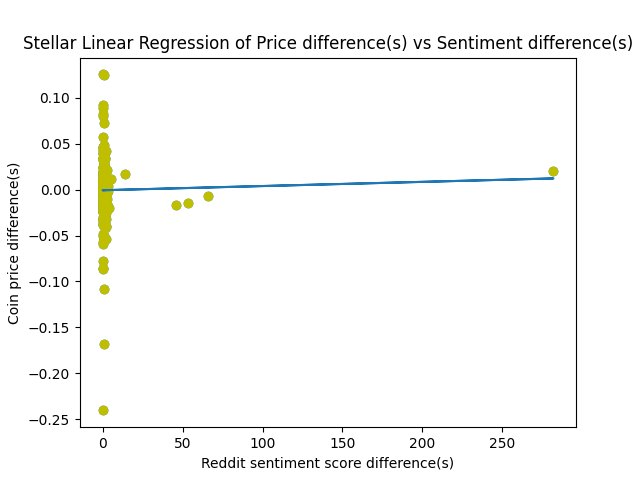 Stellar Linear Regression of Price difference(s) vs Sentiment difference(s)
0.10
0.05
0.00
−0.05
−0.10
−0.15
−0.20
−0.25
Coin price difference(s)
0 50 100 150 200 250
Reddit sentiment score difference(s)